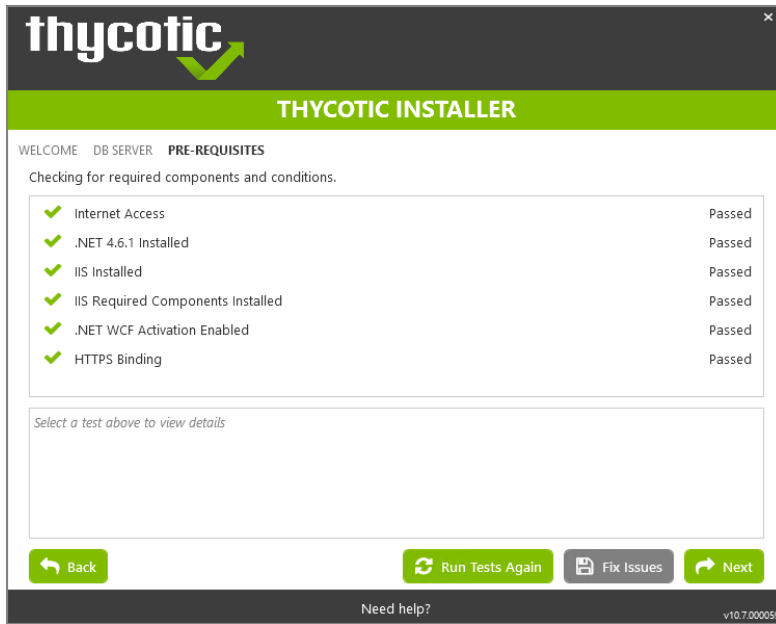 thycotic
THYCOTIC INSTALLER
WELCOME DB SERVER PRE-REQUISITES
Checking for required components and conditions.
Internet Access Passed
.NET 4.6.1 Installed Passed
IIS Installed Passed
IIS Required Components Installed Passed
.NET WCF Activation Enabled Passed
HTTPS Binding Passed
Select a test above to view details
Back Run Tests Again Fix Issues Next
Need help?